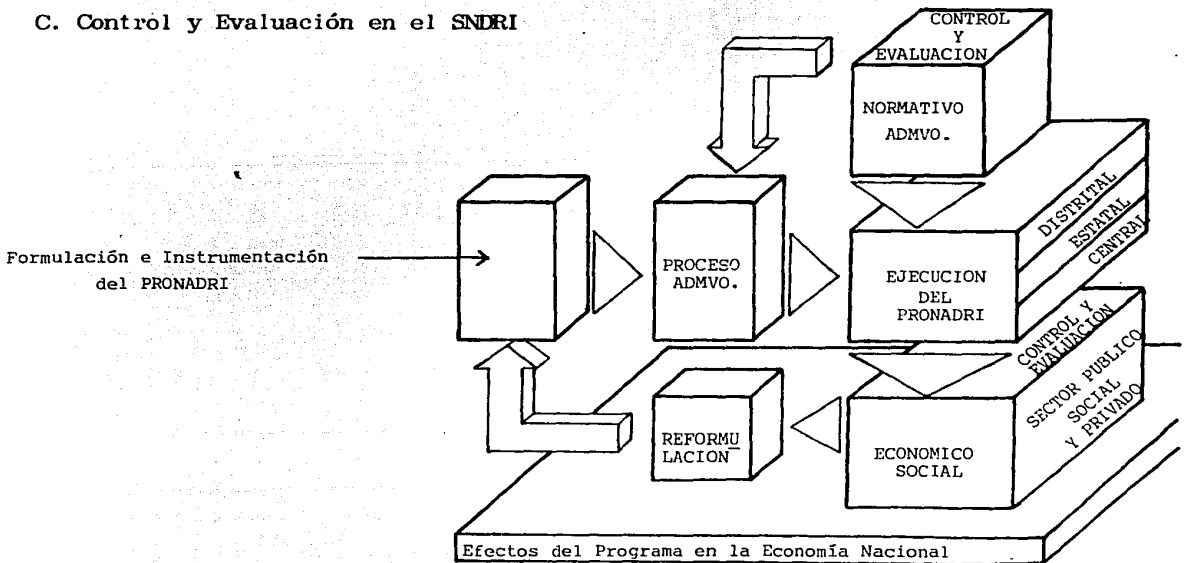 C. Control y Evaluación en el SNDRI
CONTROL
Y
EVALUACION
NORMATIVO
ADMVO.
DISTRITAL
ESTATAL
CENTRAL
Formulación e Instrumentación
del PRONADRI
PROCESO
ADMVO.
EJECUCION
DEL
PRONADRI
CONTROL Y
EVALUACION
SECTOR PUBLICO
SOCIAL
Y PRIVADO
REFORMU
LACION
ECONOMICO
SOCIAL
Efectos del Programa en la Economía Nacional